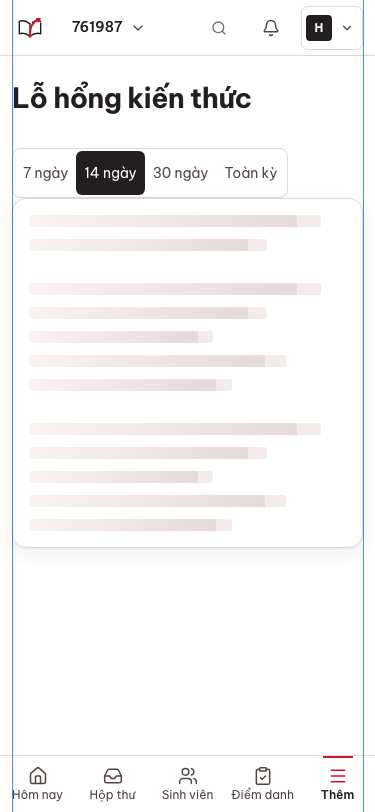 761987
H
Lỗ hổng kiến thức
7 ngày 14 ngày 30 ngày Toàn kỳ
Hôm nay Hộp thư Sinh viên Điểm danh Thêm